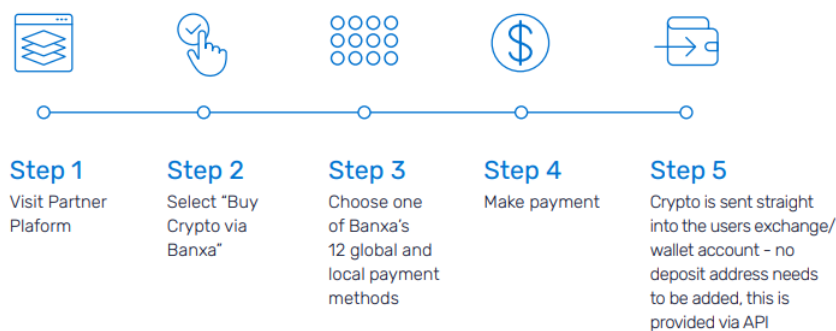 Step 1
Visit Partner
Plaform
Step 2
Select “Buy
Crypto via
Banxa”
Step 3
Choose one
of Banxa’s
12 global and
local payment
methods
Step 4
Make payment
Step 5
Crypto is sent straight
into the users exchange/
wallet account - no
deposit address needs
to be added, this is
provided via API